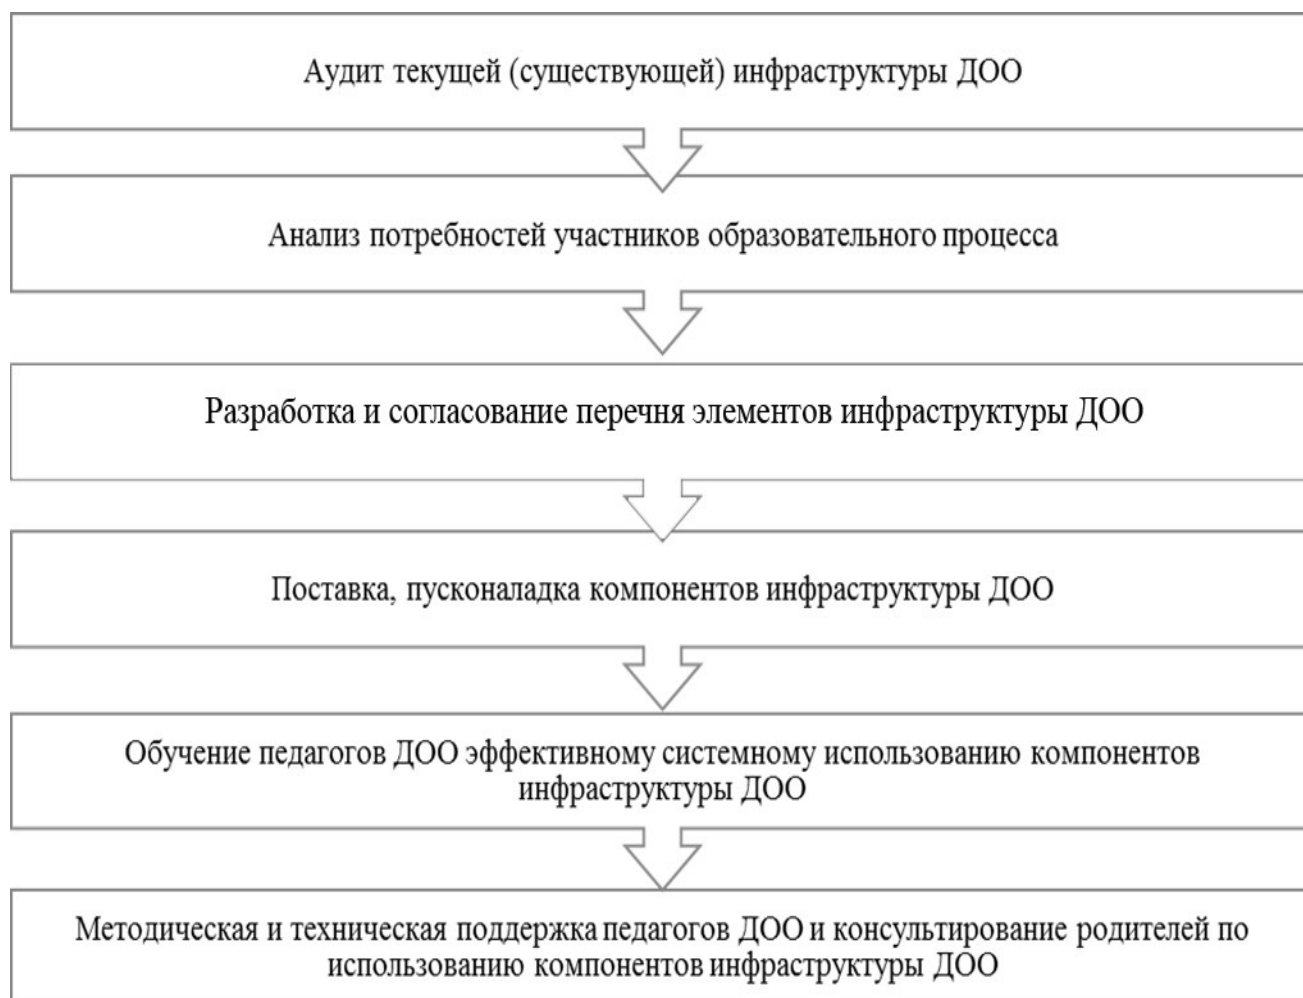 Аудит текущей (существующей) инфраструктуры ДОО
Анализ потребностей участников образовательного процесса
Разработка и согласование перечня элементов инфраструктуры ДОО
Поставка, пусконаладка компонентов инфраструктуры ДОО
Обучение педагогов ДОО эффективному системному использованию компонентов
инфраструктуры ДОО
Методическая и техническая поддержка педагогов ДОО и консультирование родителей по
использованию компонентов инфраструктуры ДОО